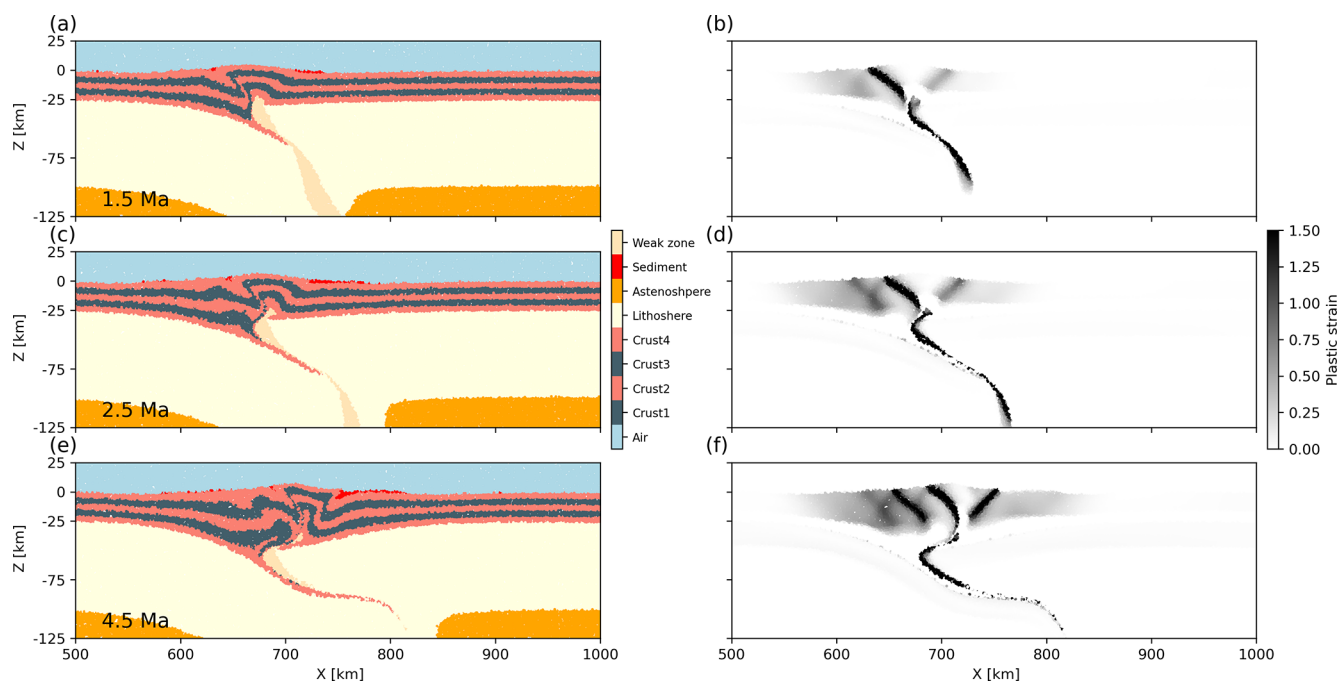 (a)
(b)
25
0
-25
-75
-125
Z [km]
1.5 Ma
(c)
(d)
25
0
-25
-75
-125
Z [km]
2.5 Ma
Weak zone
Sediment
Astenoshpere
Lithoshere
Crust4
Crust3
Crust2
Crust1
Air
1.50
1.25
1.00
0.75
0.50
0.25
0.00
Plastic strain
(e)
(f)
25
0
-25
-75
-125
Z [km]
4.5 Ma
500 600 700 800 900 1000
X [km]
500 600 700 800 900 1000
X [km]